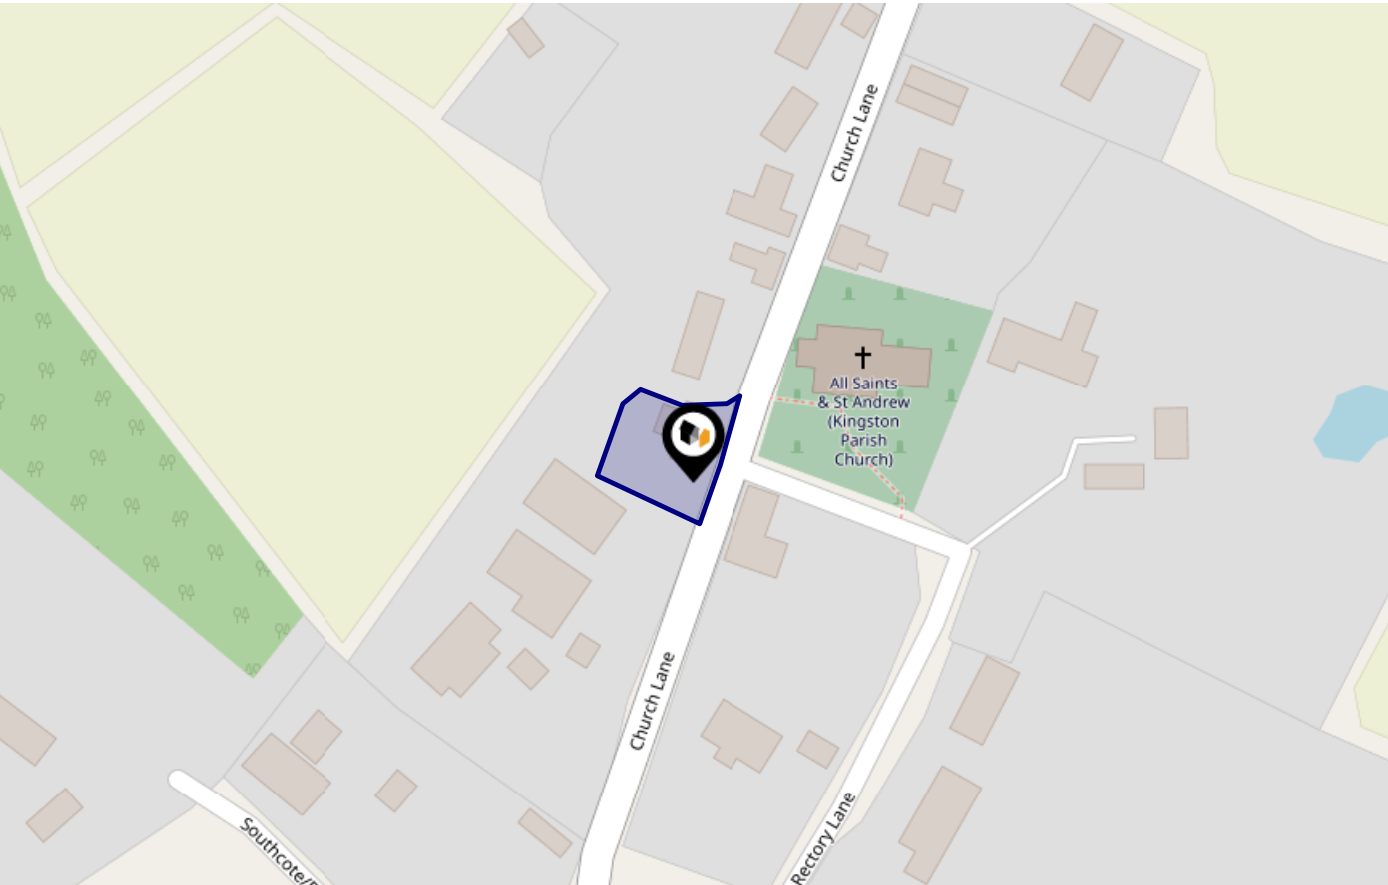 Church Lane
All Saints
& St Andrew
(Kingston
Parish
Church)
Church Lane
Rectory Lane